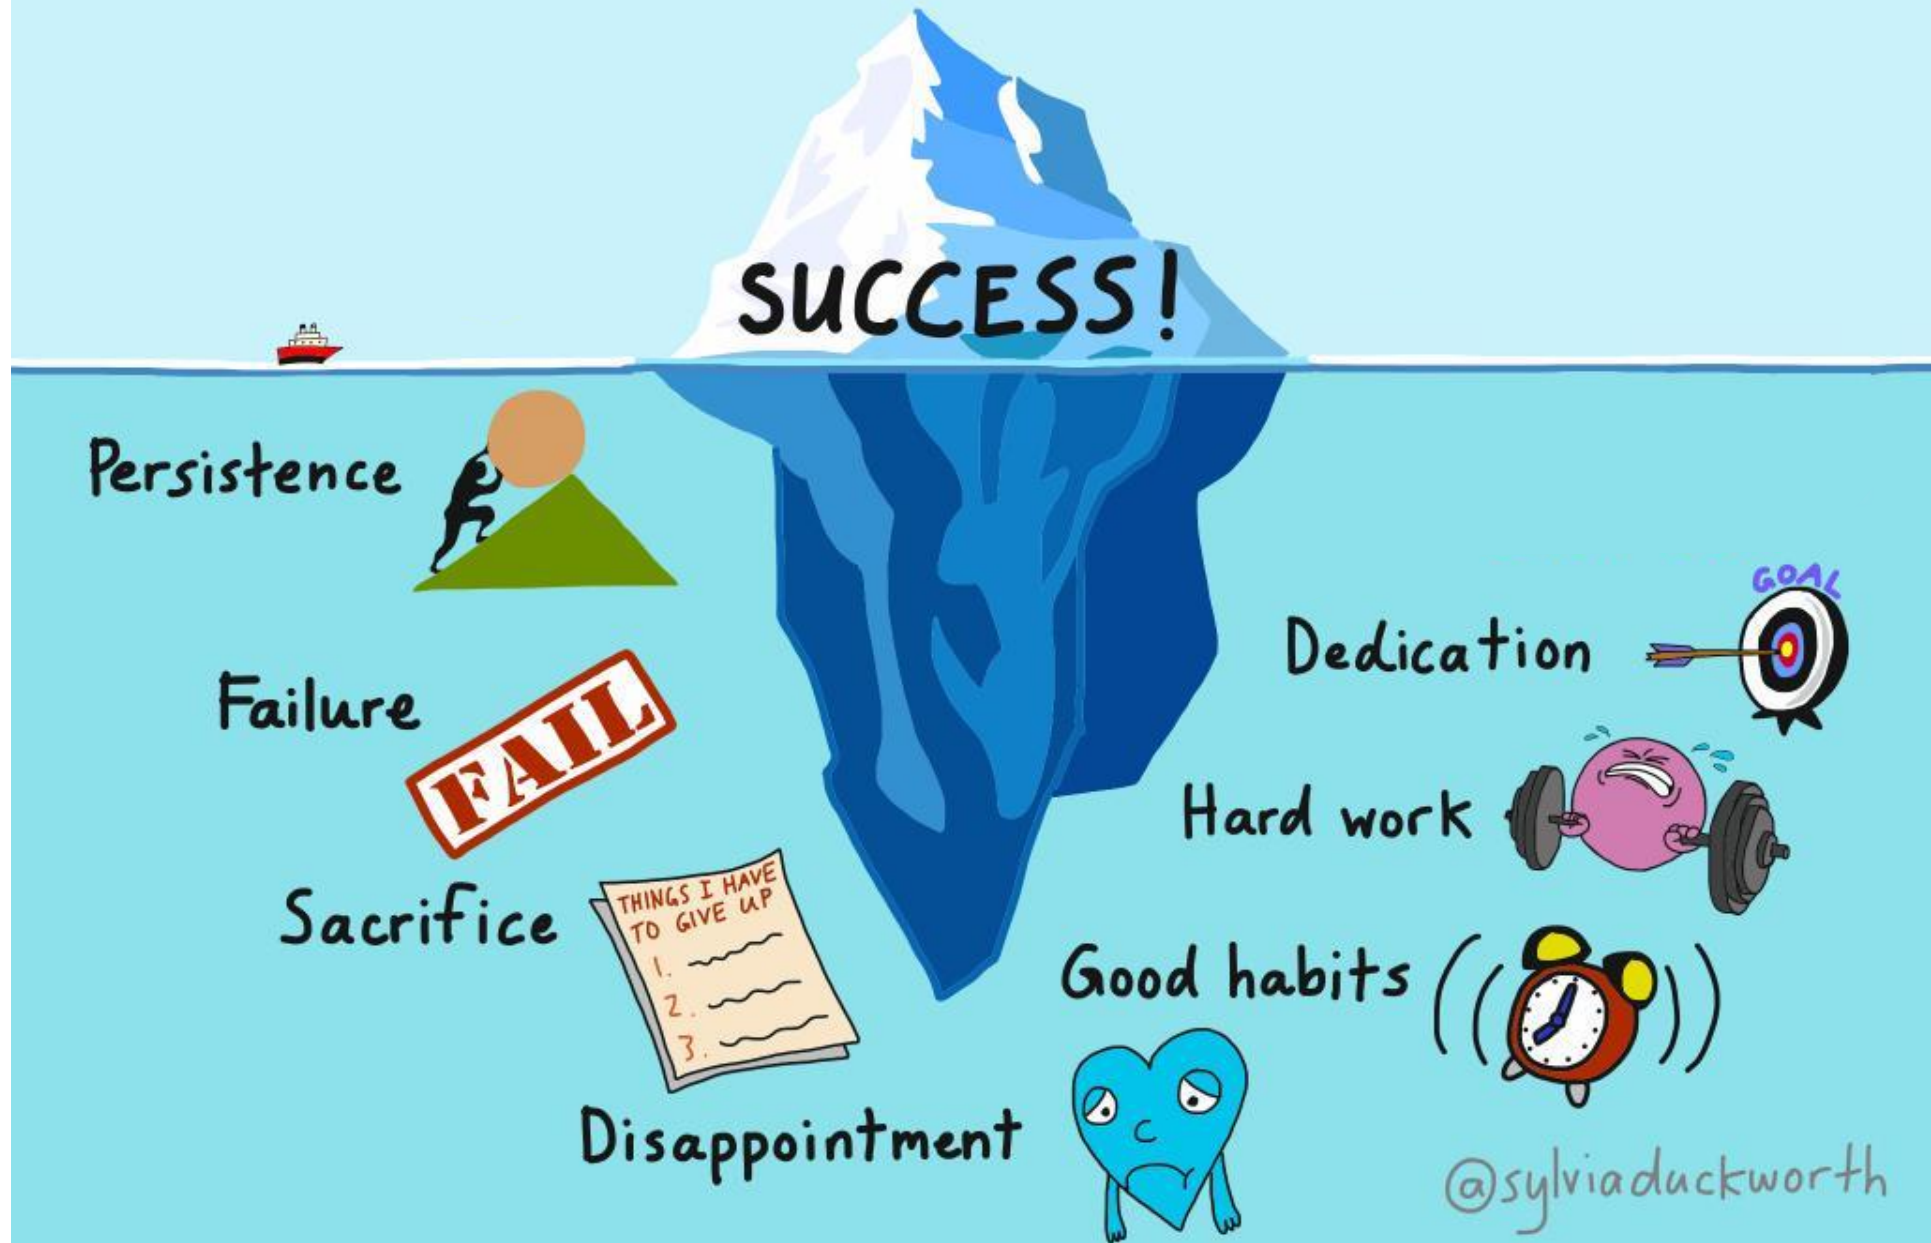 SUCCESS!
Persistence
Failure
FAIL
Sacrifice
THINGS I HAVE
TO GIVE UP
1.
2.
3.
Disappointment
GOAL
Dedication
Hard work
Good habits
@sylviaduckworth